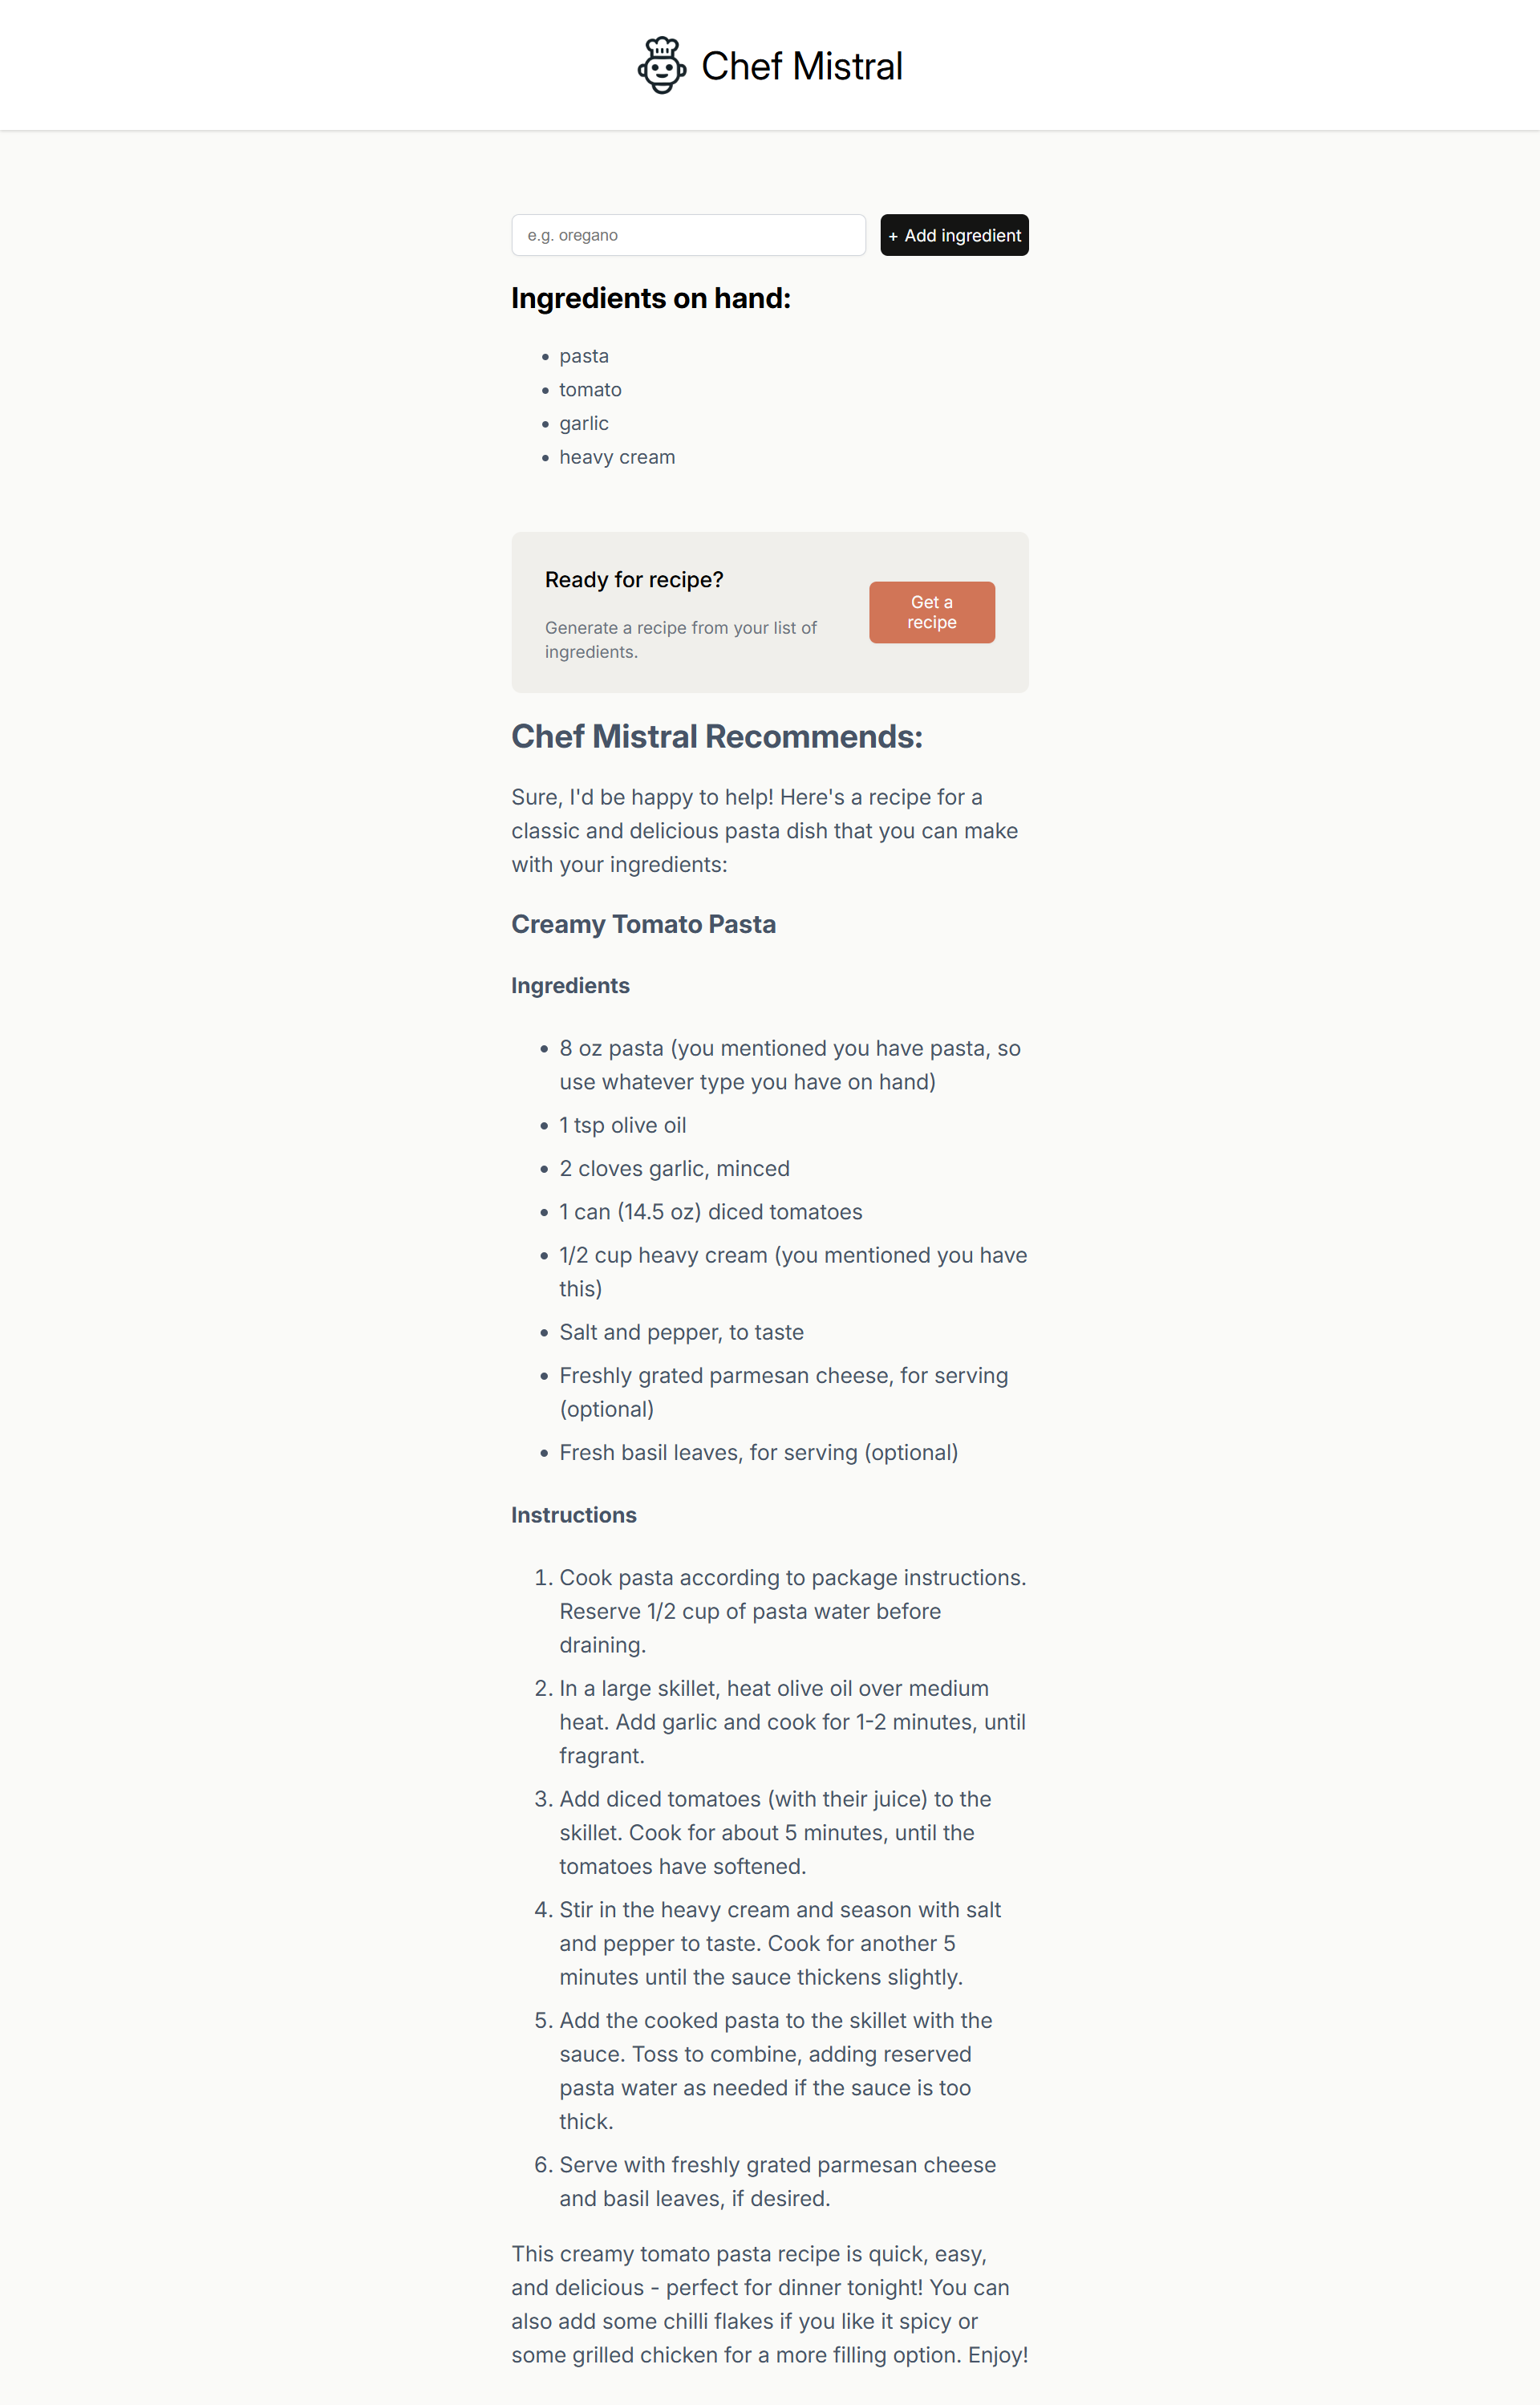 Chef Mistral
e.g. oregano
+ Add ingredient
Ingredients on hand:
• pasta
• tomato
• garlic
• heavy cream
Ready for recipe?
Generate a recipe from your list of
ingredients.
Get a
recipe
Chef Mistral Recommends:
Sure, I'd be happy to help! Here's a recipe for a
classic and delicious pasta dish that you can make
with your ingredients:
Creamy Tomato Pasta
Ingredients
• 8 oz pasta (you mentioned you have pasta, so
use whatever type you have on hand)
• 1 tsp olive oil
• 2 cloves garlic, minced
• 1 can (14.5 oz) diced tomatoes
• 1/2 cup heavy cream (you mentioned you have
this)
• Salt and pepper, to taste
• Freshly grated parmesan cheese, for serving
(optional)
• Fresh basil leaves, for serving (optional)
Instructions
1. Cook pasta according to package instructions.
Reserve 1/2 cup of pasta water before
draining.
2. In a large skillet, heat olive oil over medium
heat. Add garlic and cook for 1-2 minutes, until
fragrant.
3. Add diced tomatoes (with their juice) to the
skillet. Cook for about 5 minutes, until the
tomatoes have softened.
4. Stir in the heavy cream and season with salt
and pepper to taste. Cook for another 5
minutes until the sauce thickens slightly.
5. Add the cooked pasta to the skillet with the
sauce. Toss to combine, adding reserved
pasta water as needed if the sauce is too
thick.
6. Serve with freshly grated parmesan cheese
and basil leaves, if desired.
This creamy tomato pasta recipe is quick, easy,
and delicious - perfect for dinner tonight! You can
also add some chilli flakes if you like it spicy or
some grilled chicken for a more filling option. Enjoy!